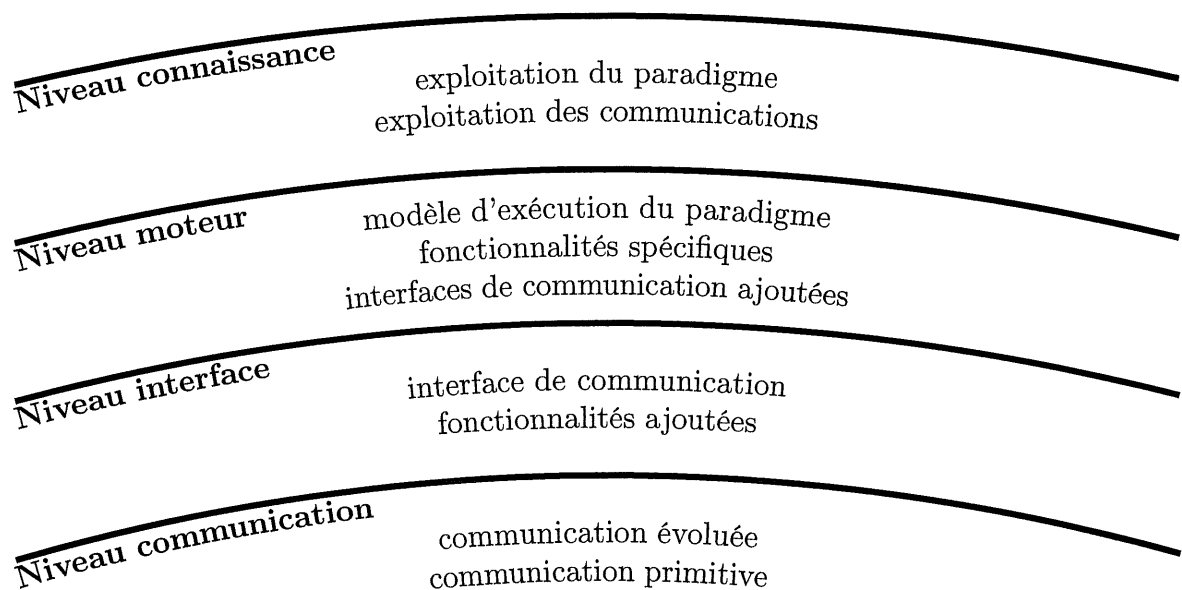 Niveau connaissance
exploitation du paradigme
exploitation des communications
Niveau moteur
modèle d'exécution du paradigme
fonctionnalités spécifiques
interfaces de communication ajoutées
Niveau interface
interface de communication
fonctionnalités ajoutées
Niveau communication
communication évoluée
communication primitive